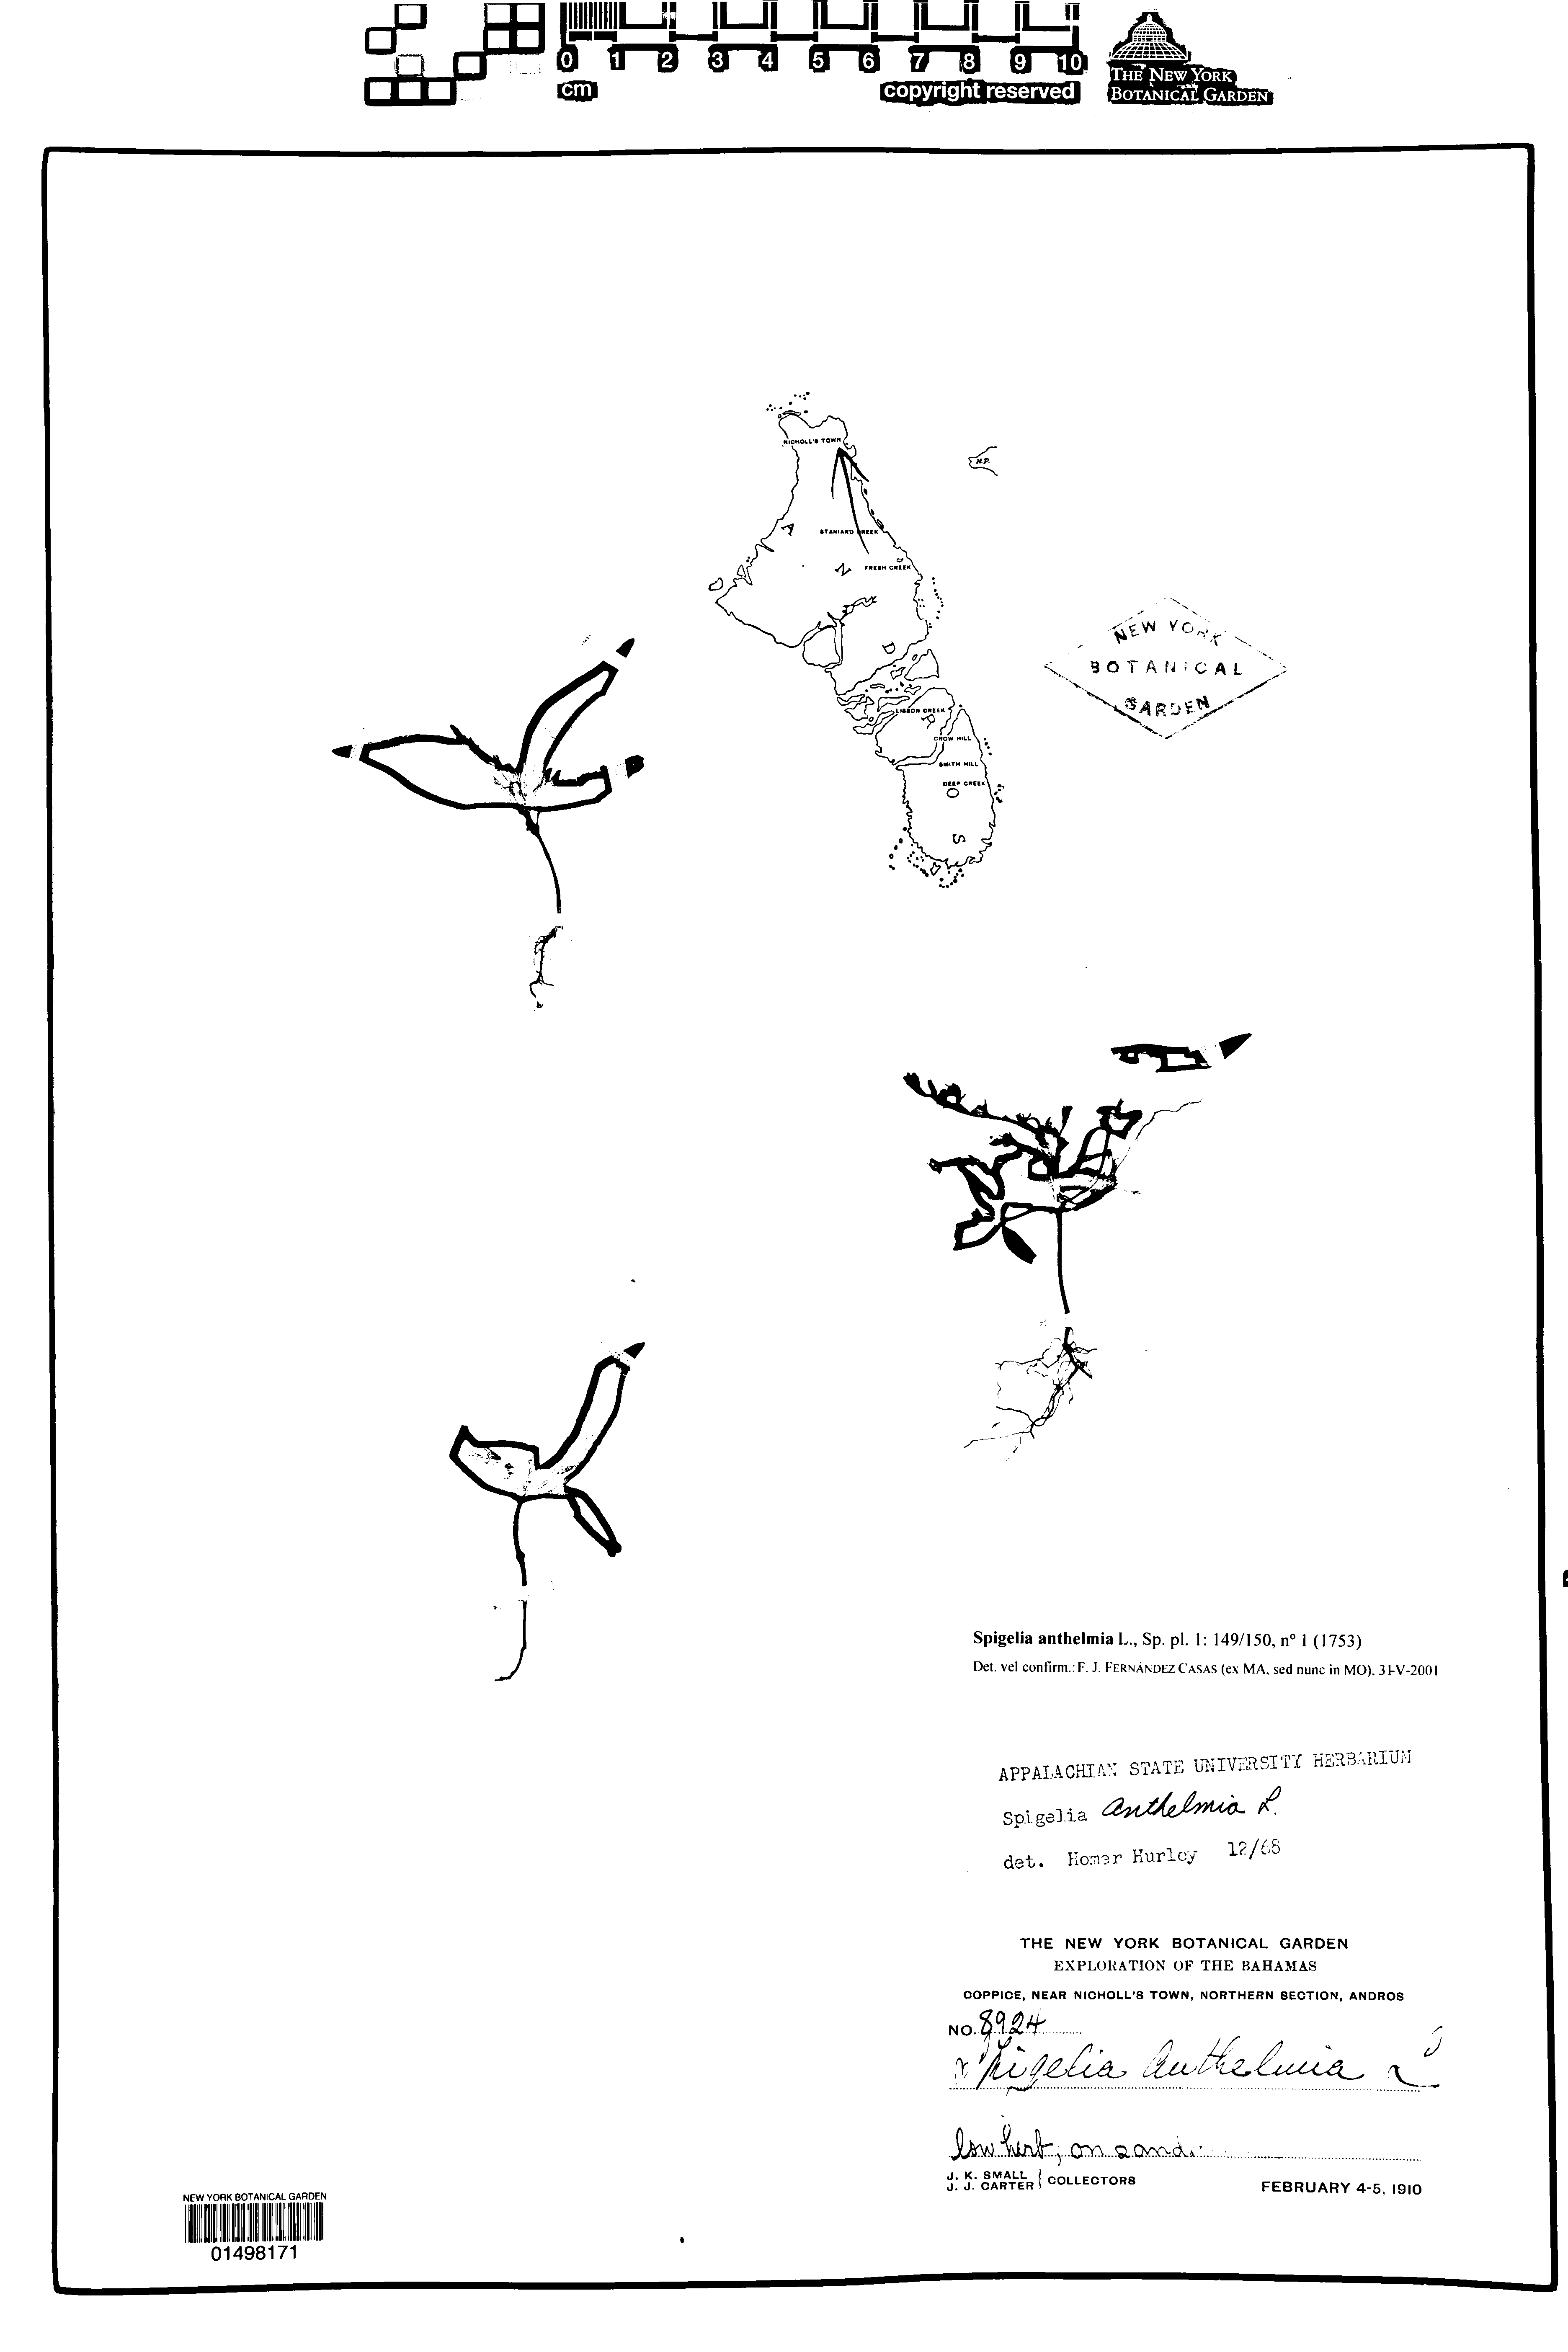 0 1 2 3 4 5 6 7 8 9 10
cm copyright reserved
THE NEW YORK
BOTANICAL GARDEN
NICHOLL'S TOWN
N.P.
A
STANIARD CREEK
N
FRESH CREEK
D
LISBON CREEK
R
CROW HILL
SMITH HILL
DEEP CREEK
O
S
NEW YORK
BOTANICAL
GARDEN
Spigelia anthelmia L., Sp. pl. 1: 149/150, nº 1 (1753)
Det. vel confirm.: F. J. FERNÁNDEZ CASAS (ex MA, sed nunc in MO), 31-V-2001
APPALACHIAN STATE UNIVERSITY HERBARIUM
Spigelia anthelmia L.
det. Homer Hurley 12/68
THE NEW YORK BOTANICAL GARDEN
EXPLORATION OF THE BAHAMAS
COPPICE, NEAR NICHOLL'S TOWN, NORTHERN SECTION, ANDROS
NO. 8924
Spigelia Anthelmia L
low herb, on sand.
J. K. SMALL
J. J. CARTER } COLLECTORS
FEBRUARY 4-5, 1910
NEW YORK BOTANICAL GARDEN
01498171